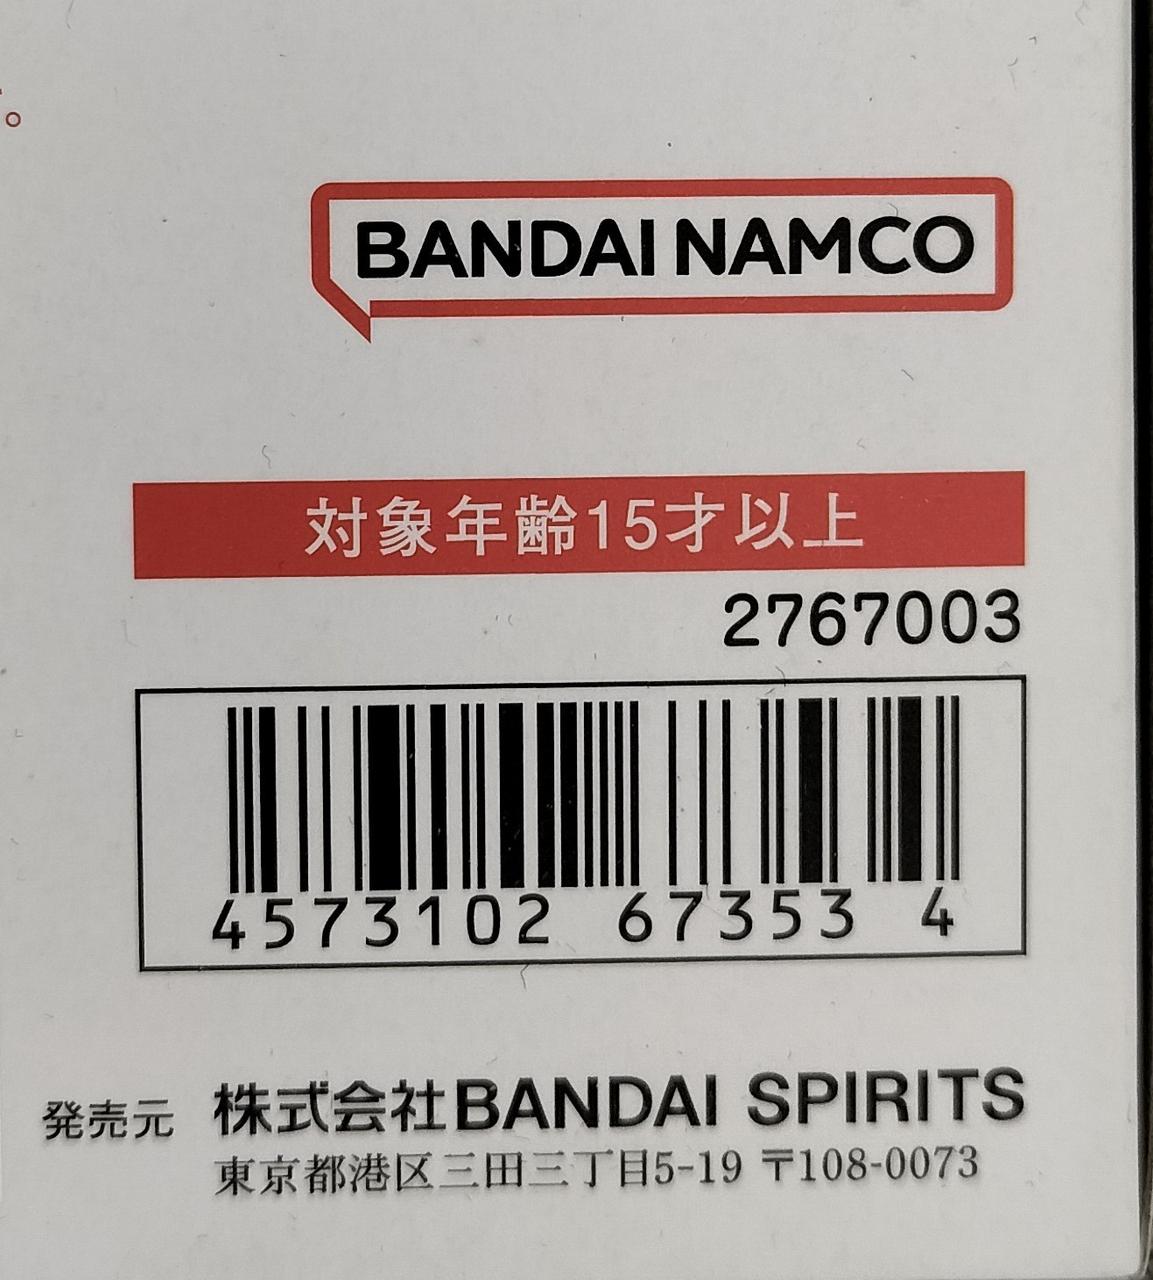 。
BANDAI NAMCO
対象年齢15才以上
2767003
4573102 67353 4
発売元 株式会社BANDAI SPIRITS
東京都港区三田三丁目5-19 〒108-0073